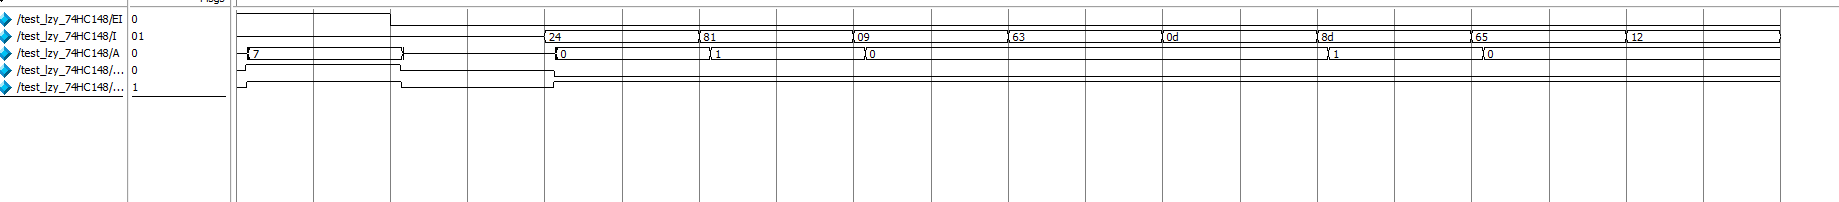 /test_lzy_74HC148/EI 0
/test_lzy_74HC148/I 01 24 81 09 63 0d 8d 65 12
/test_lzy_74HC148/A 0 7 0 1 0 1 0
/test_lzy_74HC148/... 0
/test_lzy_74HC148/... 1